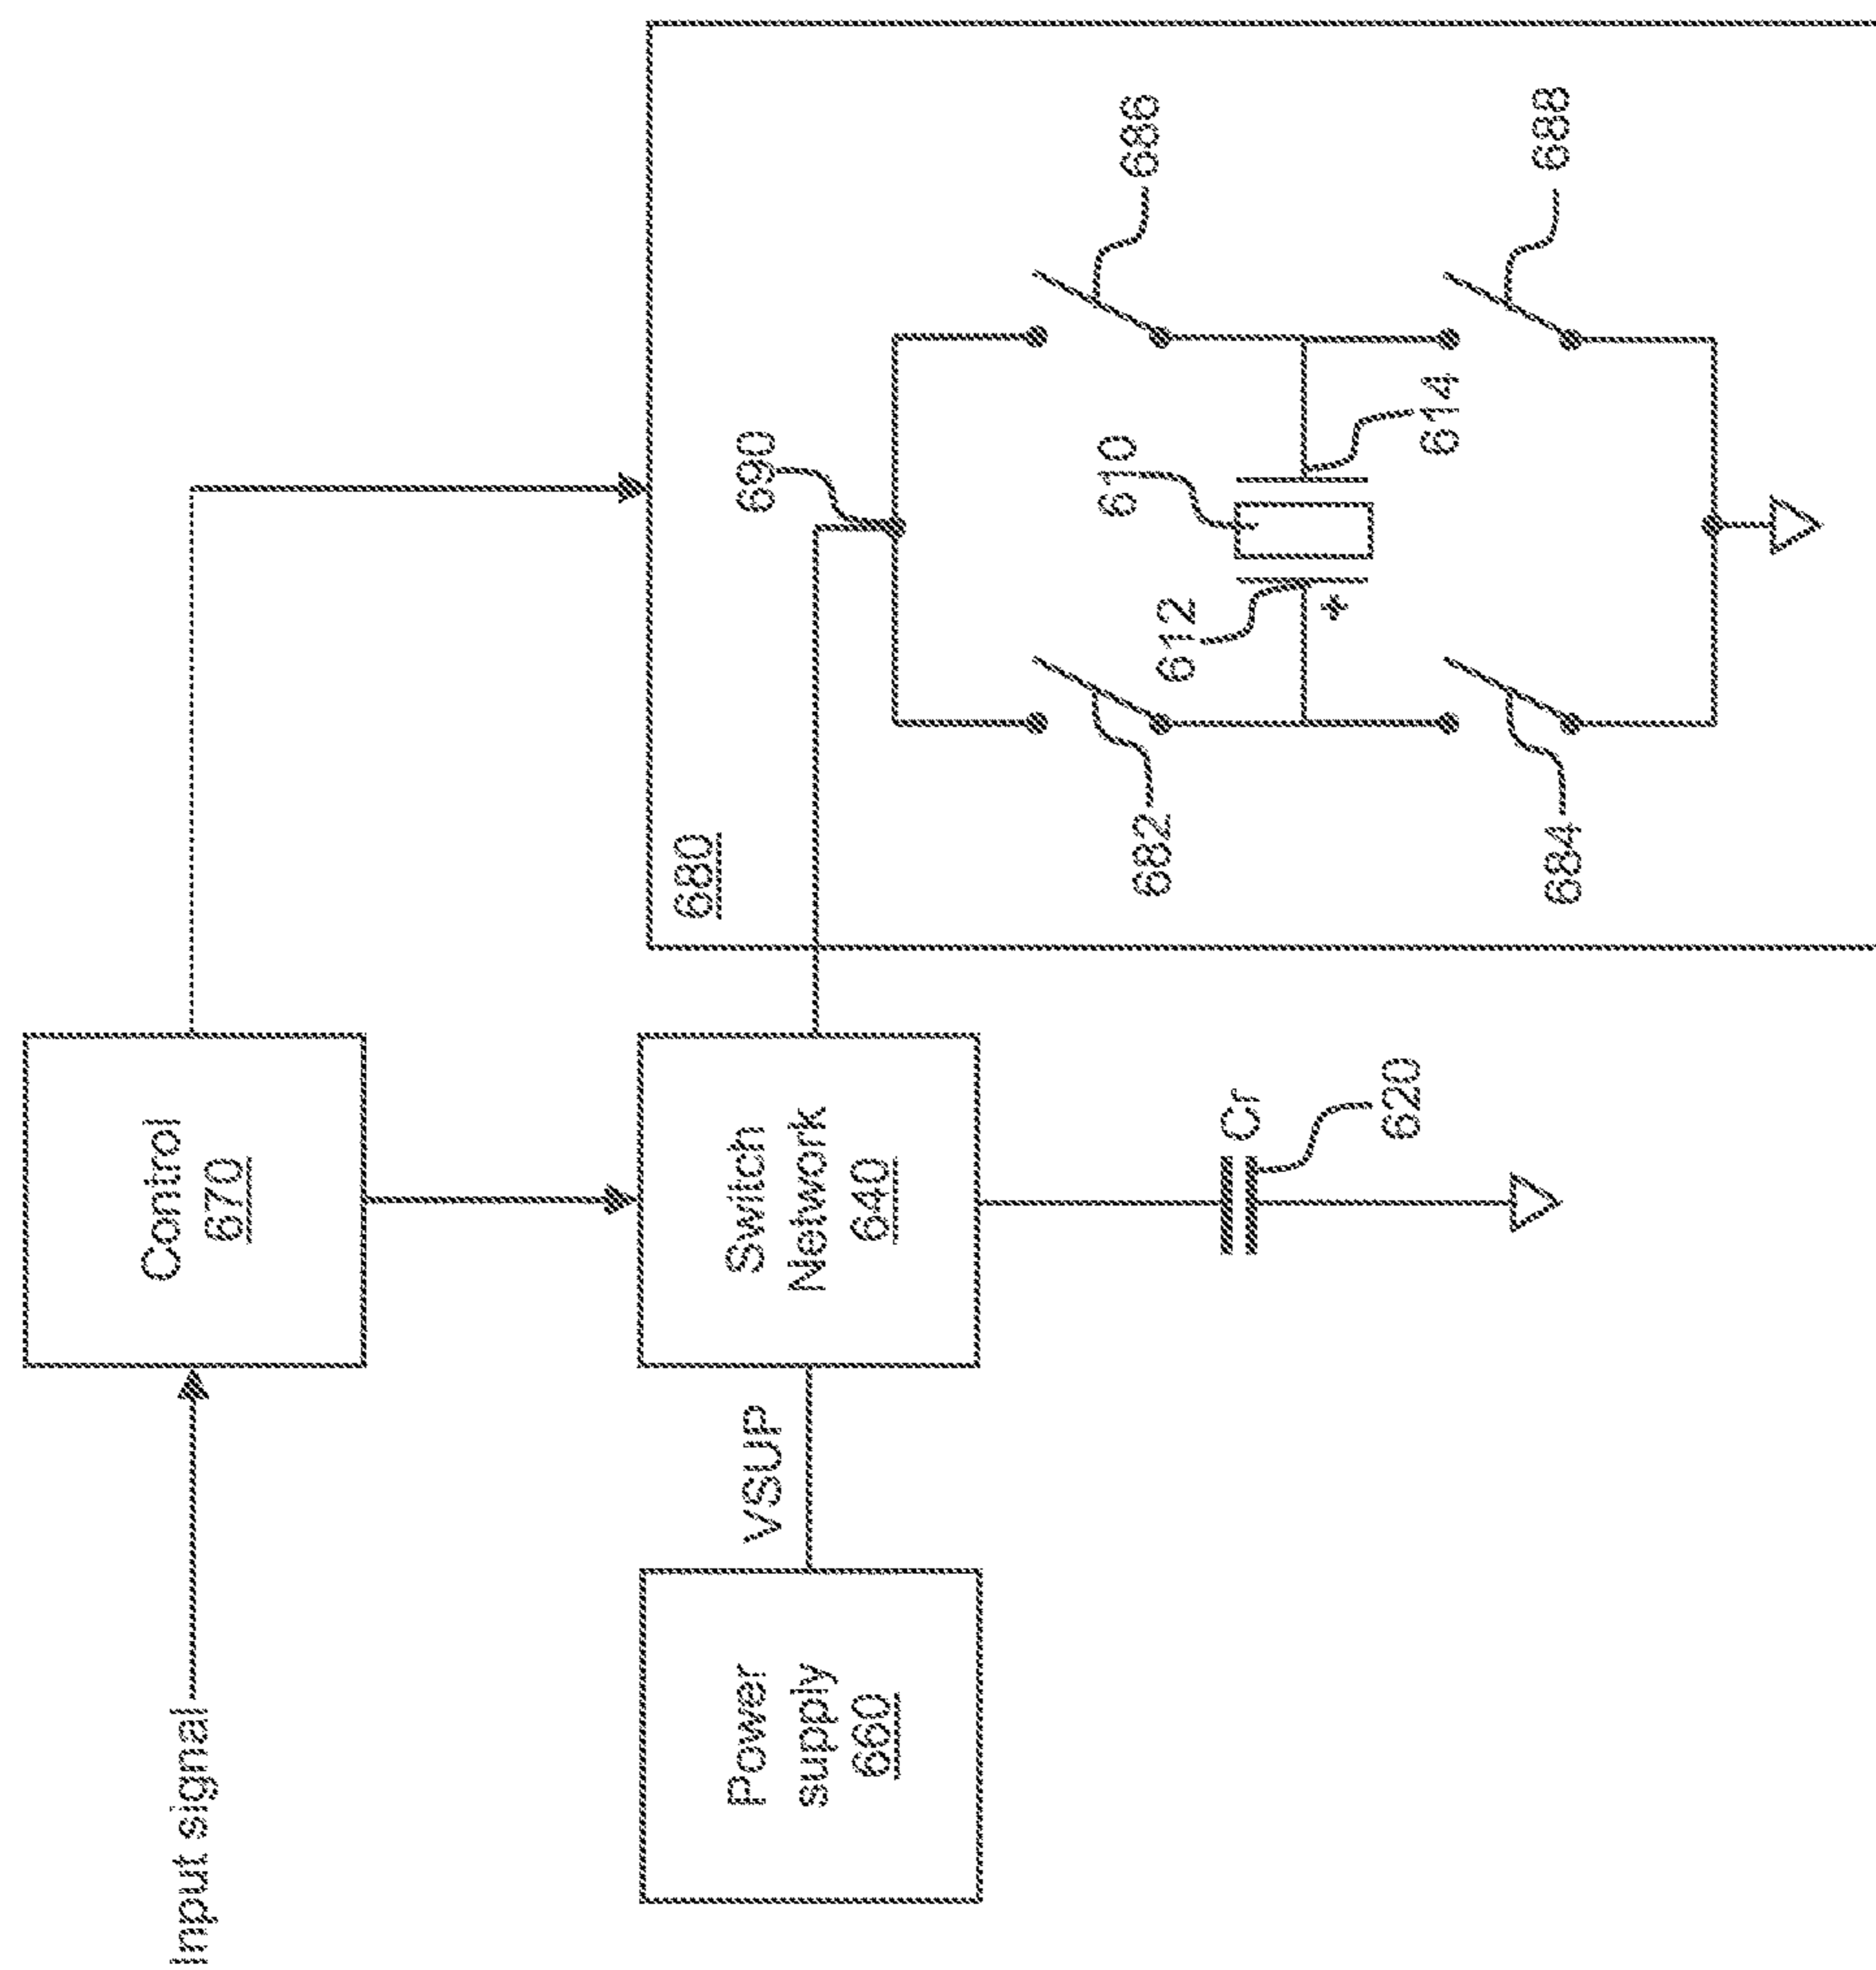 Input signal
Control
670
Power
supply
660
VSUP
Switch
Network
640
Cr
620
680
690
682
686
612
610
614
+
684
688